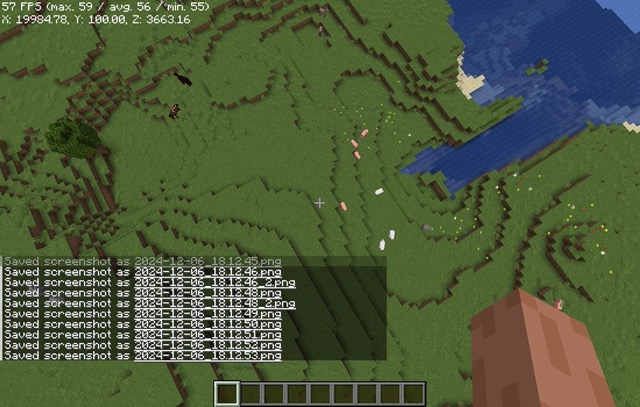 57 FPS (max. 59 / avg. 56 / min. 55)
X: 19984.78, Y: 100.00, Z: 3663.16
Saved screenshot as 2024-12-06_18.12.45.png
Saved screenshot as 2024-12-06_18.12.46.png
Saved screenshot as 2024-12-06_18.12.46_2.png
Saved screenshot as 2024-12-06_18.12.48.png
Saved screenshot as 2024-12-06_18.12.48_2.png
Saved screenshot as 2024-12-06_18.12.49.png
Saved screenshot as 2024-12-06_18.12.50.png
Saved screenshot as 2024-12-06_18.12.51.png
Saved screenshot as 2024-12-06_18.12.52.png
Saved screenshot as 2024-12-06_18.12.53.png